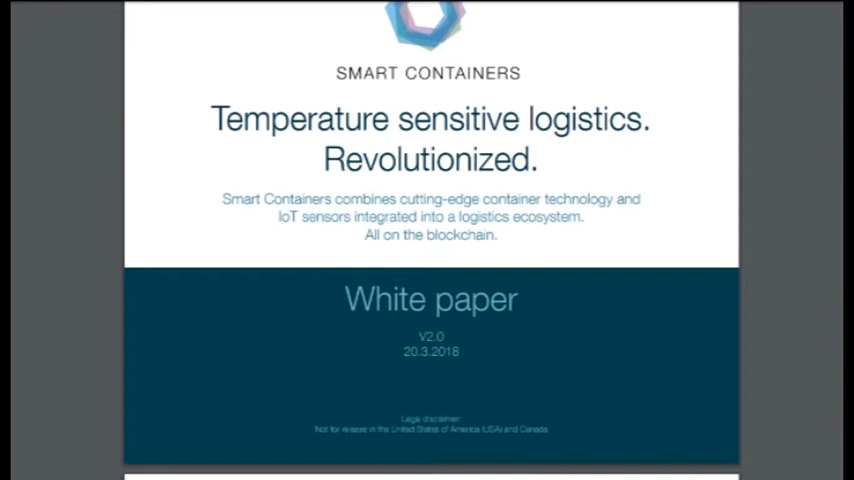 SMART CONTAINERS
Temperature sensitive logistics.
Revolutionized.
Smart Containers combines cutting-edge container technology and
IoT sensors integrated into a logistics ecosystem.
All on the blockchain.
White paper
V2.0
20.3.2018
Legal disclaimer:
Not for release in the United States of America (USA) and Canada